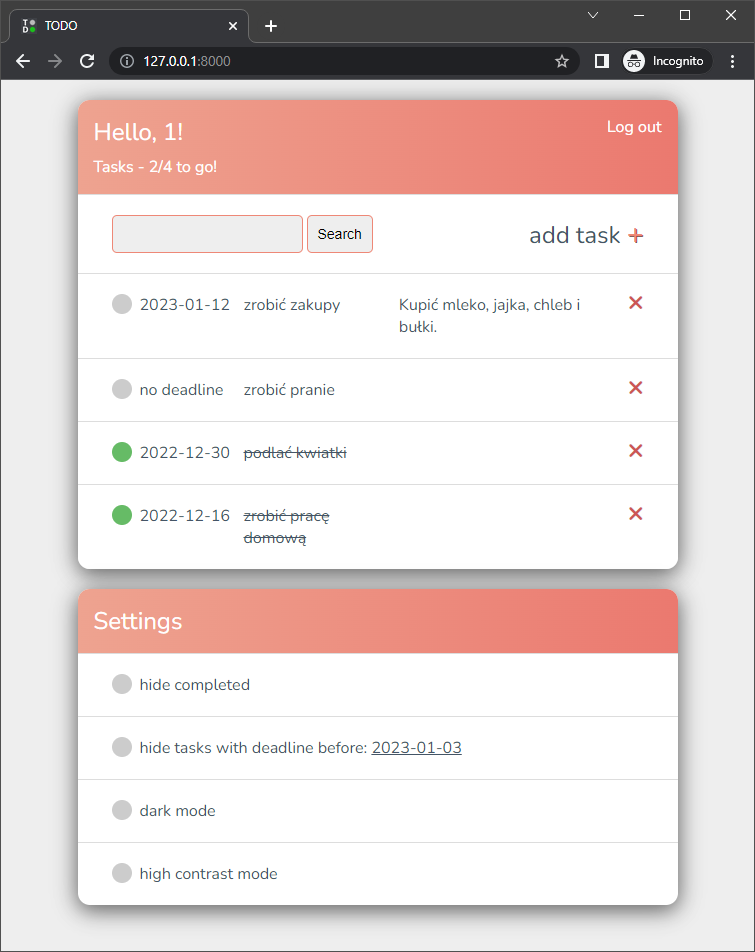 TODO
127.0.0.1:8000
Incognito
Hello, 1!
Log out
Tasks - 2/4 to go!
Search
add task +
2023-01-12 zrobić zakupy Kupić mleko, jajka, chleb i
bułki.
no deadline zrobić pranie
2022-12-30 podlać kwiatki
2022-12-16 zrobić pracę
domową
Settings
hide completed
hide tasks with deadline before: 2023-01-03
dark mode
high contrast mode